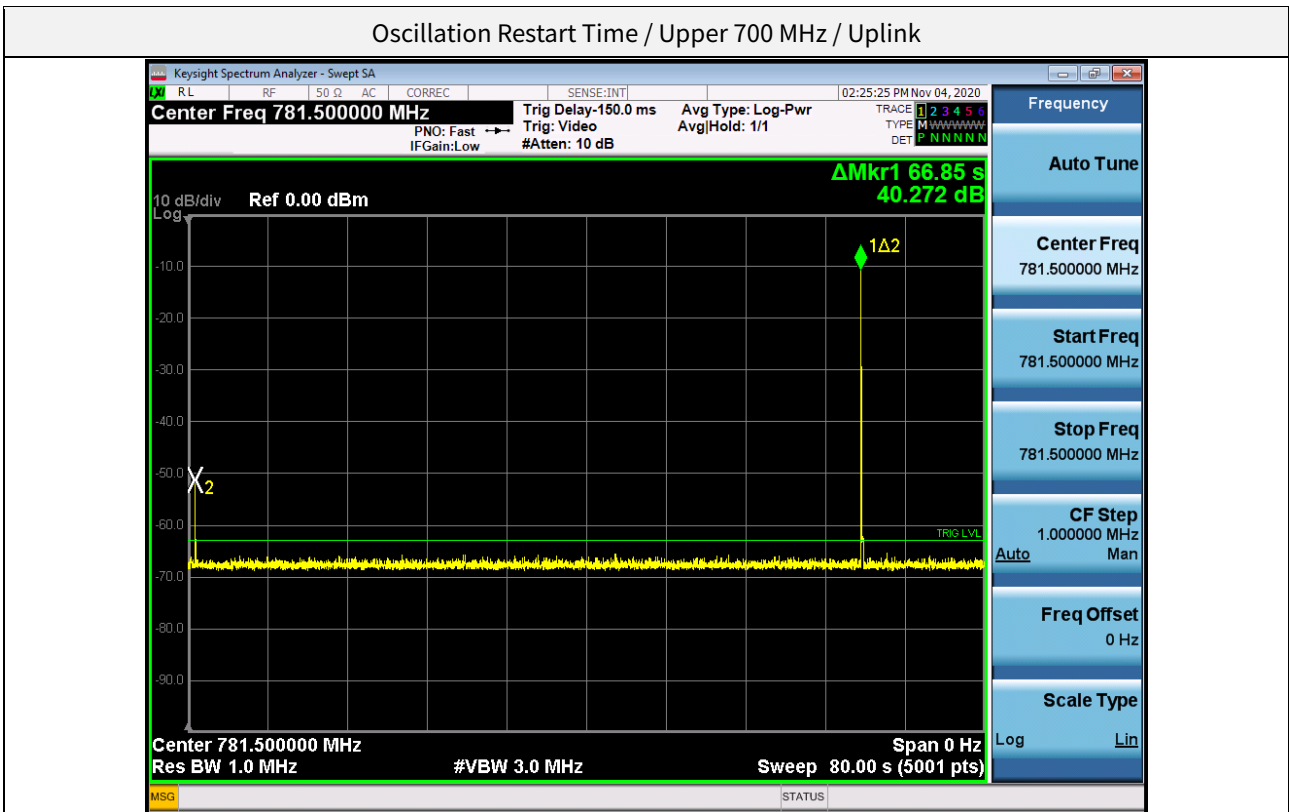 Oscillation Restart Time / Upper 700 MHz / Uplink
Keysight Spectrum Analyzer - Swept SA
LXI RL RF 50 Ω AC CORREC SENSE:INT 02:25:25 PM Nov 04, 2020
Center Freq 781.500000 MHz
PNO: Fast
IFGain:Low
Trig Delay-150.0 ms
Trig: Video
#Atten: 10 dB
Avg Type: Log-Pwr
Avg|Hold: 1/1
TRACE 1 2 3 4 5 6
TYPE M WWWWW
DET P N N N N N
ΔMkr1 66.85 s
40.272 dB
10 dB/div Ref 0.00 dBm
Log
1Δ2
-10.0
-20.0
-30.0
-40.0
-50.0
X2
-60.0
TRIG LVL
-70.0
-80.0
-90.0
Center 781.500000 MHz Span 0 Hz
Res BW 1.0 MHz #VBW 3.0 MHz Sweep 80.00 s (5001 pts)
MSG STATUS
Frequency
Auto Tune
Center Freq
781.500000 MHz
Start Freq
781.500000 MHz
Stop Freq
781.500000 MHz
CF Step
1.000000 MHz
Auto Man
Freq Offset
0 Hz
Scale Type
Log Lin